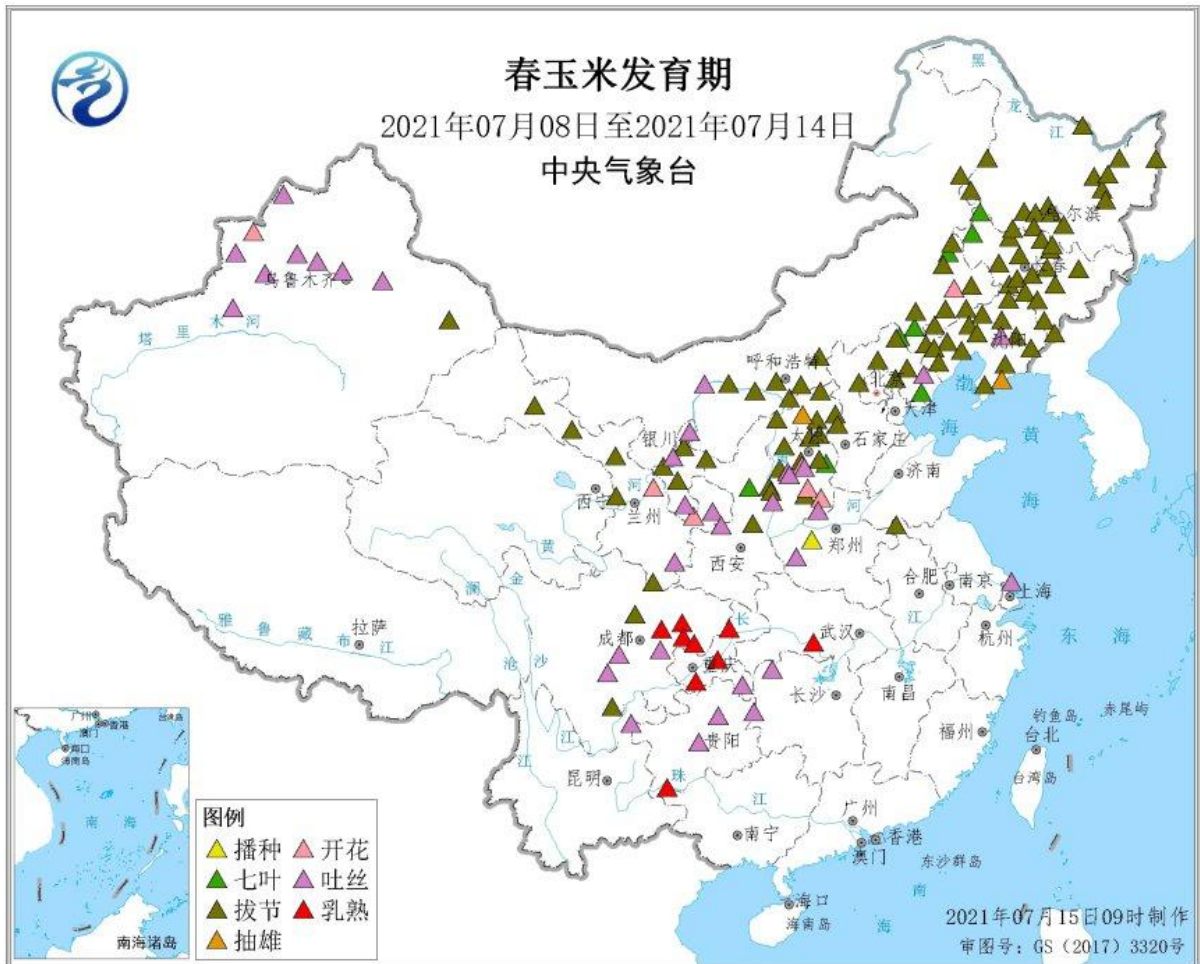 春玉米发育期
2021年07月08日至2021年07月14日
中央气象台
黑
龙
江
哈尔滨
长春
沈阳
乌鲁木齐
塔里木河
呼和浩特
北京
天津
渤
海
黄
海
银川
太原
石家庄
济南
西宁
兰州
河
黄
河
西安
郑州
合肥
南京
上海
雅鲁藏布江
拉萨
澜
沧
江
金
沙
江
成都
重庆
长
江
武汉
杭州
东海
长沙
南昌
贵阳
福州
钓鱼岛
赤尾屿
台北
台湾岛
昆明
珠
江
南宁
广州
香港
澳门
东沙群岛
海口
海南岛
南
海
广州
香港
澳门
台湾岛
海口
海南岛
南海
南海诸岛
图例
播种 开花
七叶 吐丝
拔节 乳熟
抽雄
2021年07月15日09时制作
审图号：GS（2017）3320号